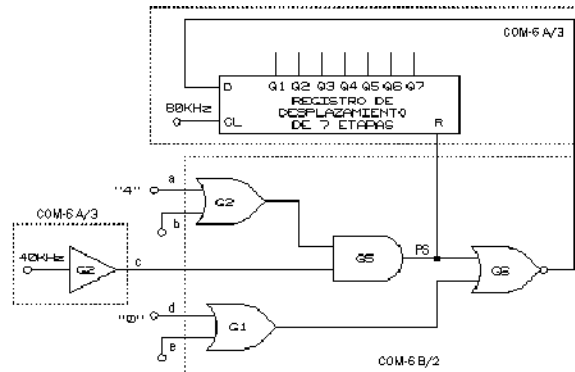 COM-6 A/3
D
Q1 Q2 Q3 Q4 Q5 Q6 Q7
80KHz
REGISTRO DE
DESPLAZAMIENTO
DE 7 ETAPAS
CL
R
a
"4"
G2
b
COM-6 A/3
40KHz
G2
c
G5
PS
G6
d
"0"
G1
e
COM-6 B/2